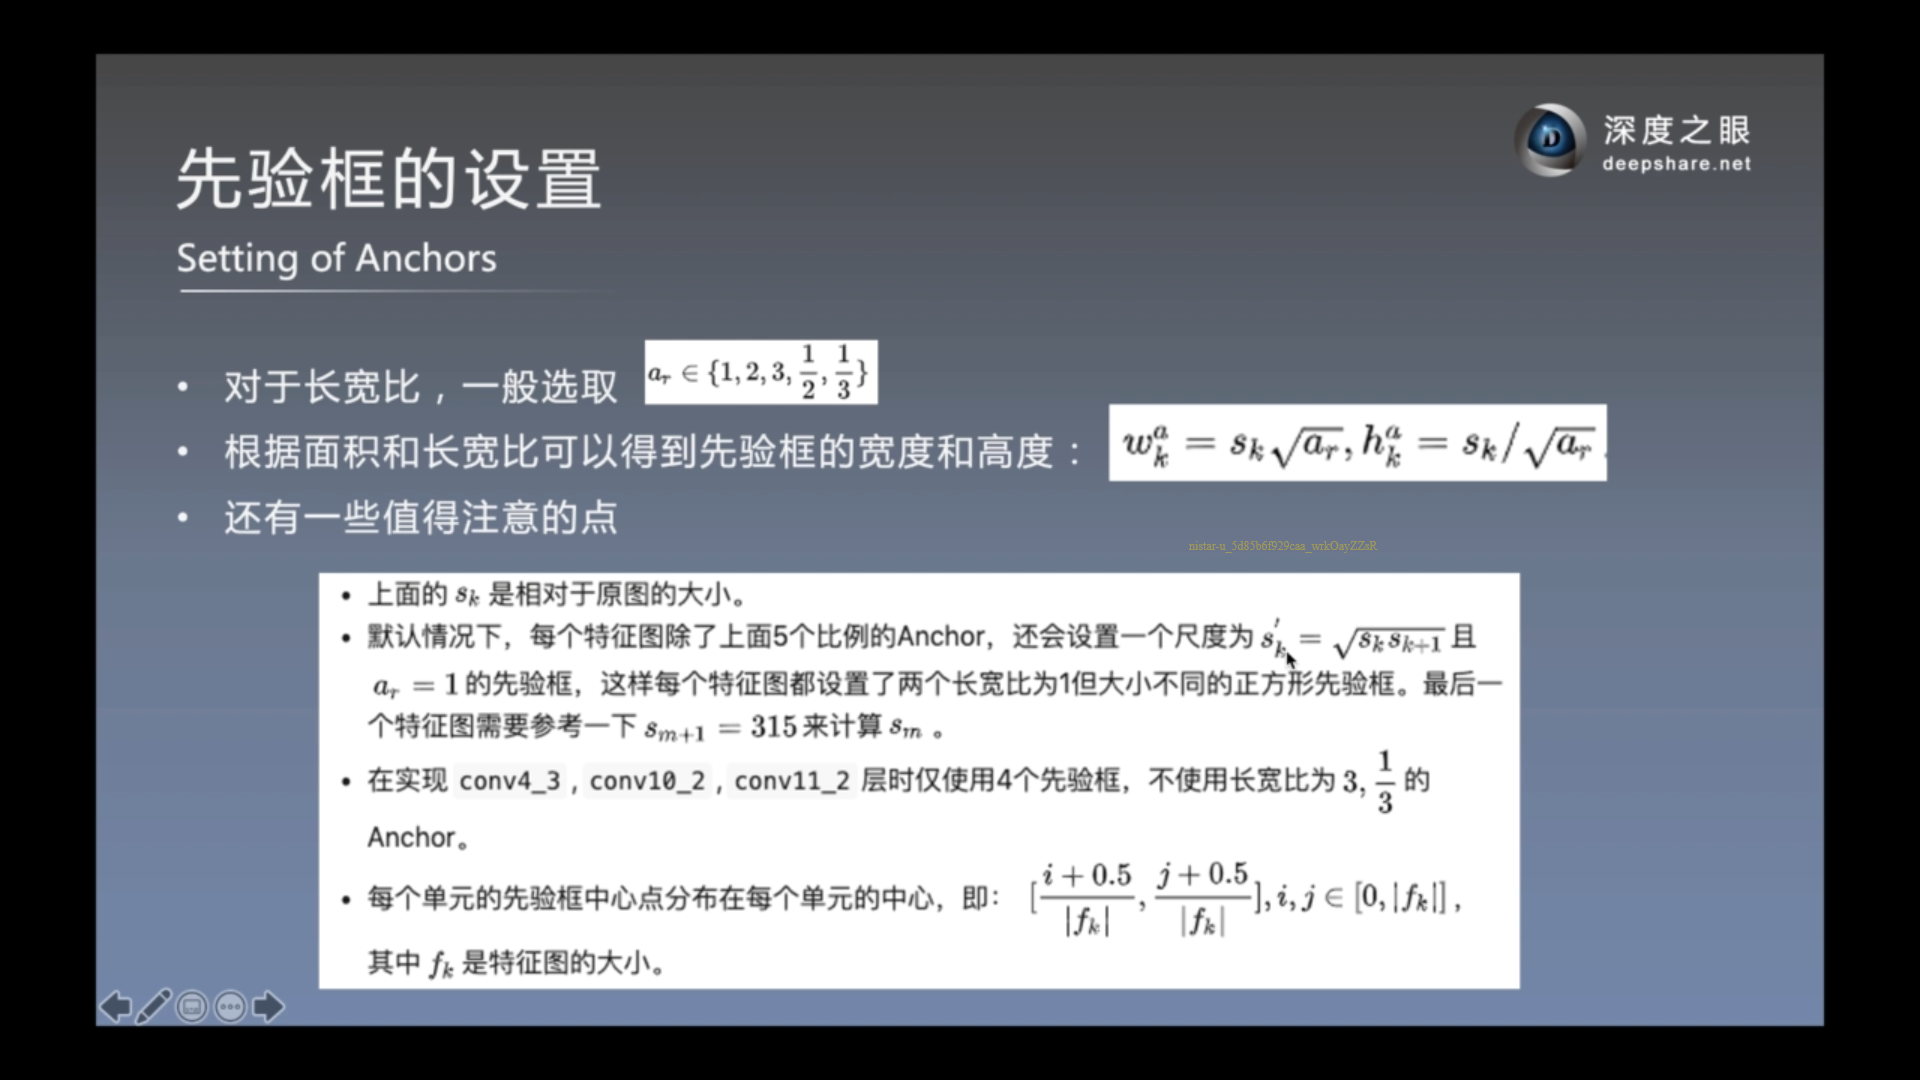 深度之眼
deepshare.net
先验框的设置
Setting of Anchors
• 对于长宽比，一般选取 a_r ∈ {1, 2, 3, 1/2, 1/3}
• 根据面积和长宽比可以得到先验框的宽度和高度： w_k^a = s_k√a_r, h_k^a = s_k/√a_r
• 还有一些值得注意的点
nistar-u_5d85b6f929caa_wrkOayZZsR
• 上面的 s_k 是相对于原图的大小。
• 默认情况下，每个特征图除了上面5个比例的Anchor，还会设置一个尺度为 s_k' = √(s_k s_{k+1}) 且
a_r = 1 的先验框，这样每个特征图都设置了两个长宽比为1但大小不同的正方形先验框。最后一
个特征图需要参考一下 s_{m+1} = 315 来计算 s_m 。
• 在实现 conv4_3 , conv10_2 , conv11_2 层时仅使用4个先验框，不使用长宽比为 3, 1/3 的
Anchor。
• 每个单元的先验框中心点分布在每个单元的中心，即： [(i + 0.5)/|f_k|, (j + 0.5)/|f_k|], i, j ∈ [0, |f_k|] ,
其中 f_k 是特征图的大小。